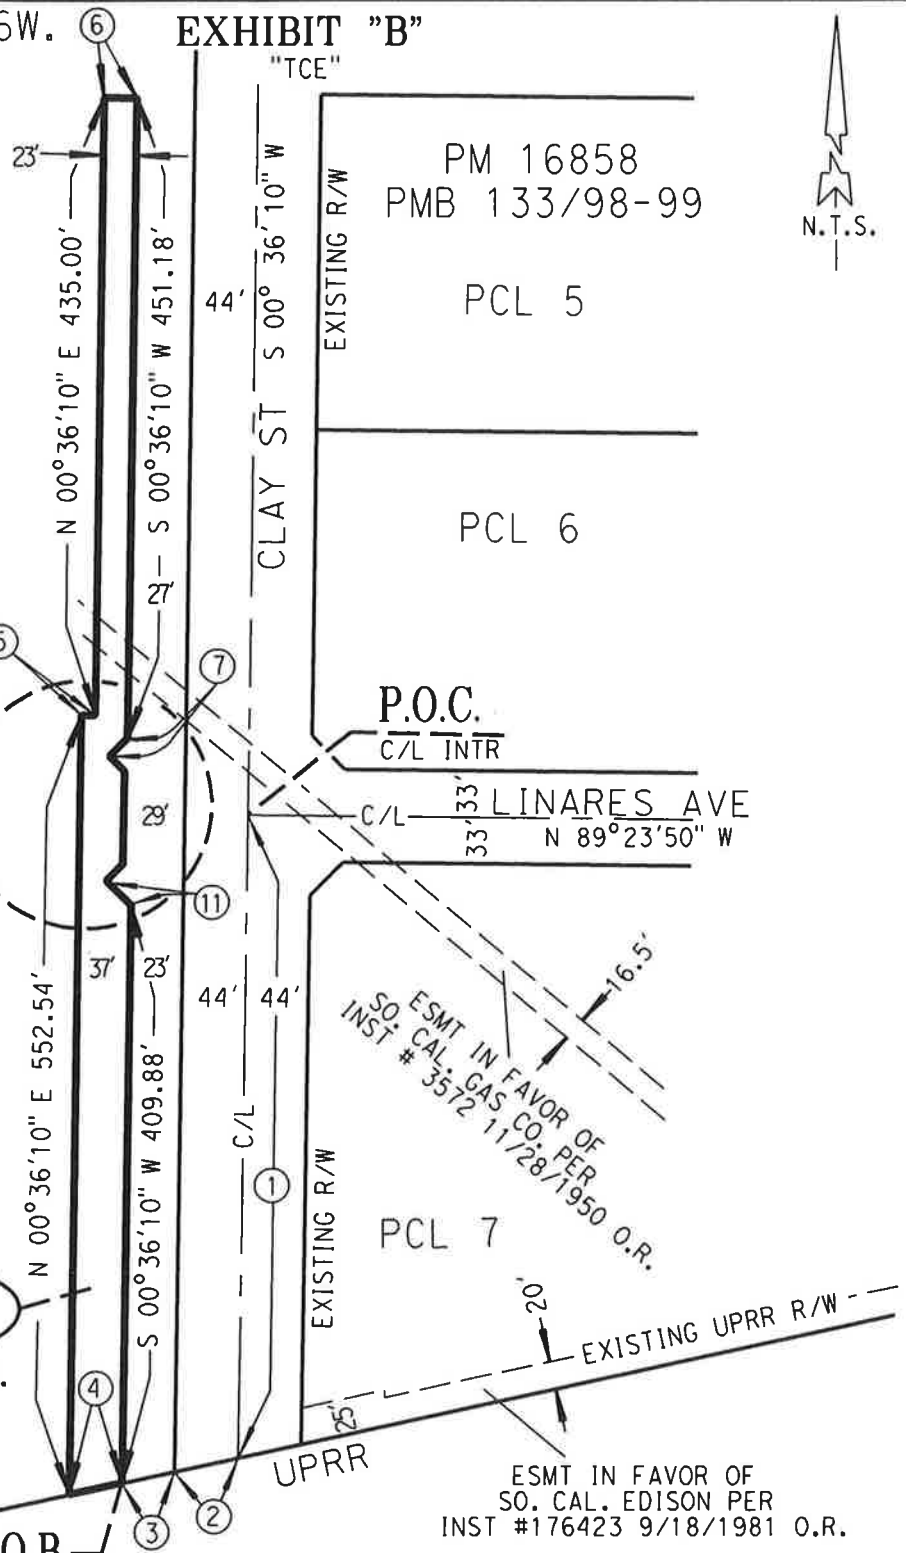 6W.
EXHIBIT "B"
"TCE"
6
23'
N 00°36'10" E 435.00'
S 00°36'10" W 451.18'
44'
CLAY ST S 00° 36'10" W
EXISTING R/W
PM 16858
PMB 133/98-99
PCL 5
N.T.S.
PCL 6
27'
5
7
P.O.C.
C/L INTR
29'
C/L
33'
33'
LINARES AVE
N 89°23'50" W
11
37'
23'
44'
44'
16.5'
ESMT IN FAVOR OF
SO. CAL. GAS CO. PER
INST # 3572 11/28/1950 O.R.
N 00°36'10" E 552.54'
S 00°36'10" W 409.88'
C/L
1
EXISTING R/W
PCL 7
20'
EXISTING UPRR R/W
4
25'
UPRR
3
2
ESMT IN FAVOR OF
SO. CAL. EDISON PER
INST #176423 9/18/1981 O.R.